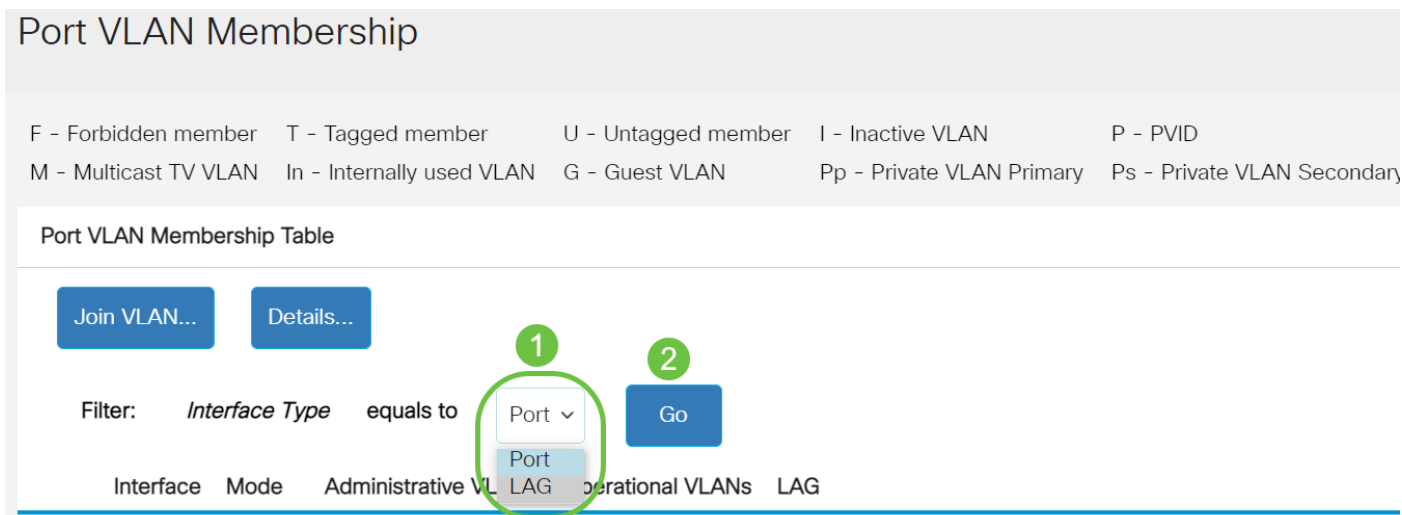 Port VLAN Membership
F - Forbidden member T - Tagged member U - Untagged member I - Inactive VLAN P - PVID
M - Multicast TV VLAN In - Internally used VLAN G - Guest VLAN Pp - Private VLAN Primary Ps - Private VLAN Secondary
Port VLAN Membership Table
Join VLAN... Details...
1 2
Filter: Interface Type equals to Port Go
Port
Interface Mode Administrative LAG VLANs LAG